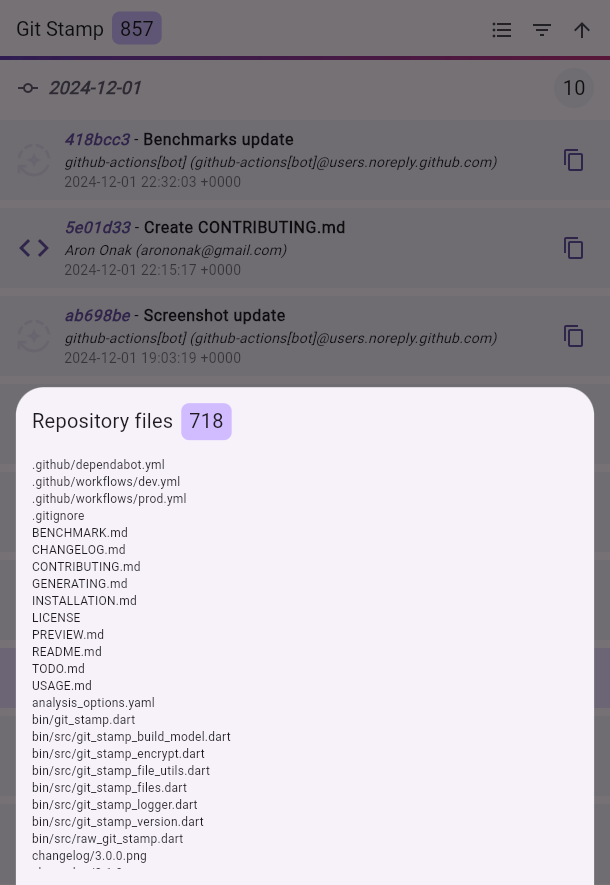 Git Stamp 857
2024-12-01 10
418bcc3 - Benchmarks update
github-actions[bot] (github-actions[bot]@users.noreply.github.com)
2024-12-01 22:32:03 +0000
5e01d33 - Create CONTRIBUTING.md
Aron Onak (arononak@gmail.com)
2024-12-01 22:15:17 +0000
ab698be - Screenshot update
github-actions[bot] (github-actions[bot]@users.noreply.github.com)
2024-12-01 19:03:19 +0000
Repository files 718
.github/dependabot.yml
.github/workflows/dev.yml
.github/workflows/prod.yml
.gitignore
BENCHMARK.md
CHANGELOG.md
CONTRIBUTING.md
GENERATING.md
INSTALLATION.md
LICENSE
PREVIEW.md
README.md
TODO.md
USAGE.md
analysis_options.yaml
bin/git_stamp.dart
bin/src/git_stamp_build_model.dart
bin/src/git_stamp_encrypt.dart
bin/src/git_stamp_file_utils.dart
bin/src/git_stamp_files.dart
bin/src/git_stamp_logger.dart
bin/src/git_stamp_version.dart
bin/src/raw_git_stamp.dart
changelog/3.0.0.png